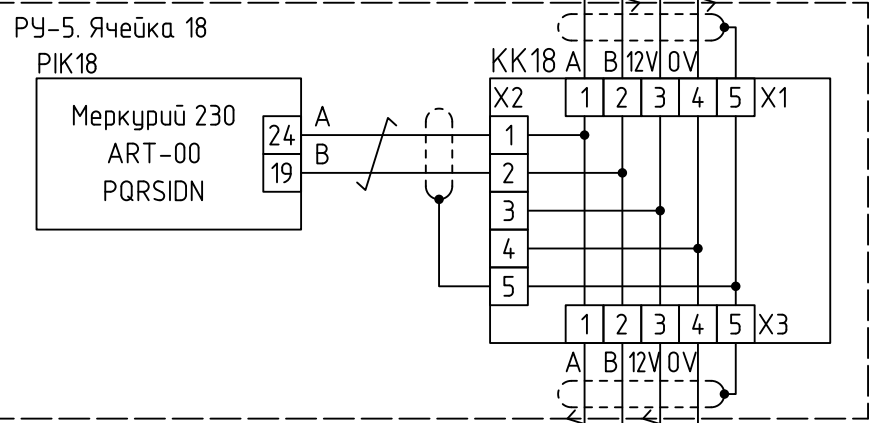 РУ-5. Ячейка 18
PIK18
Меркурий 230
ART-00
PQRSIDN
24 A
19 B
KK18 A B 12V 0V
X2 1 2 3 4 5 X1
1
2
3
4
5
1 2 3 4 5 X3
A B 12V 0V